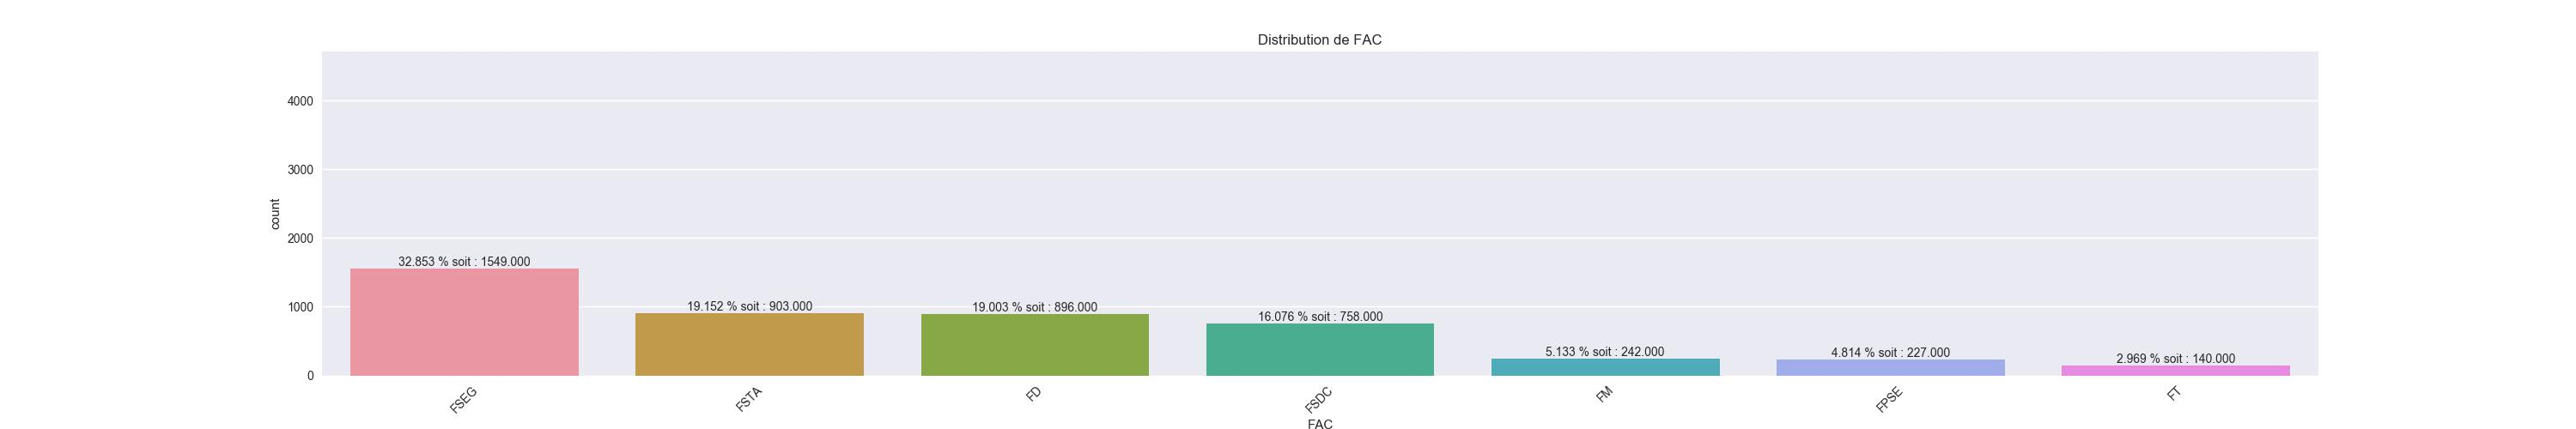 Distribution de FAC
count
4000
3000
2000
1000
0
32.853 % soit : 1549.000
19.152 % soit : 903.000
19.003 % soit : 896.000
16.076 % soit : 758.000
5.133 % soit : 242.000
4.814 % soit : 227.000
2.969 % soit : 140.000
FSEG
FSTA
FD
FSDC
FM
FPSE
FT
FAC